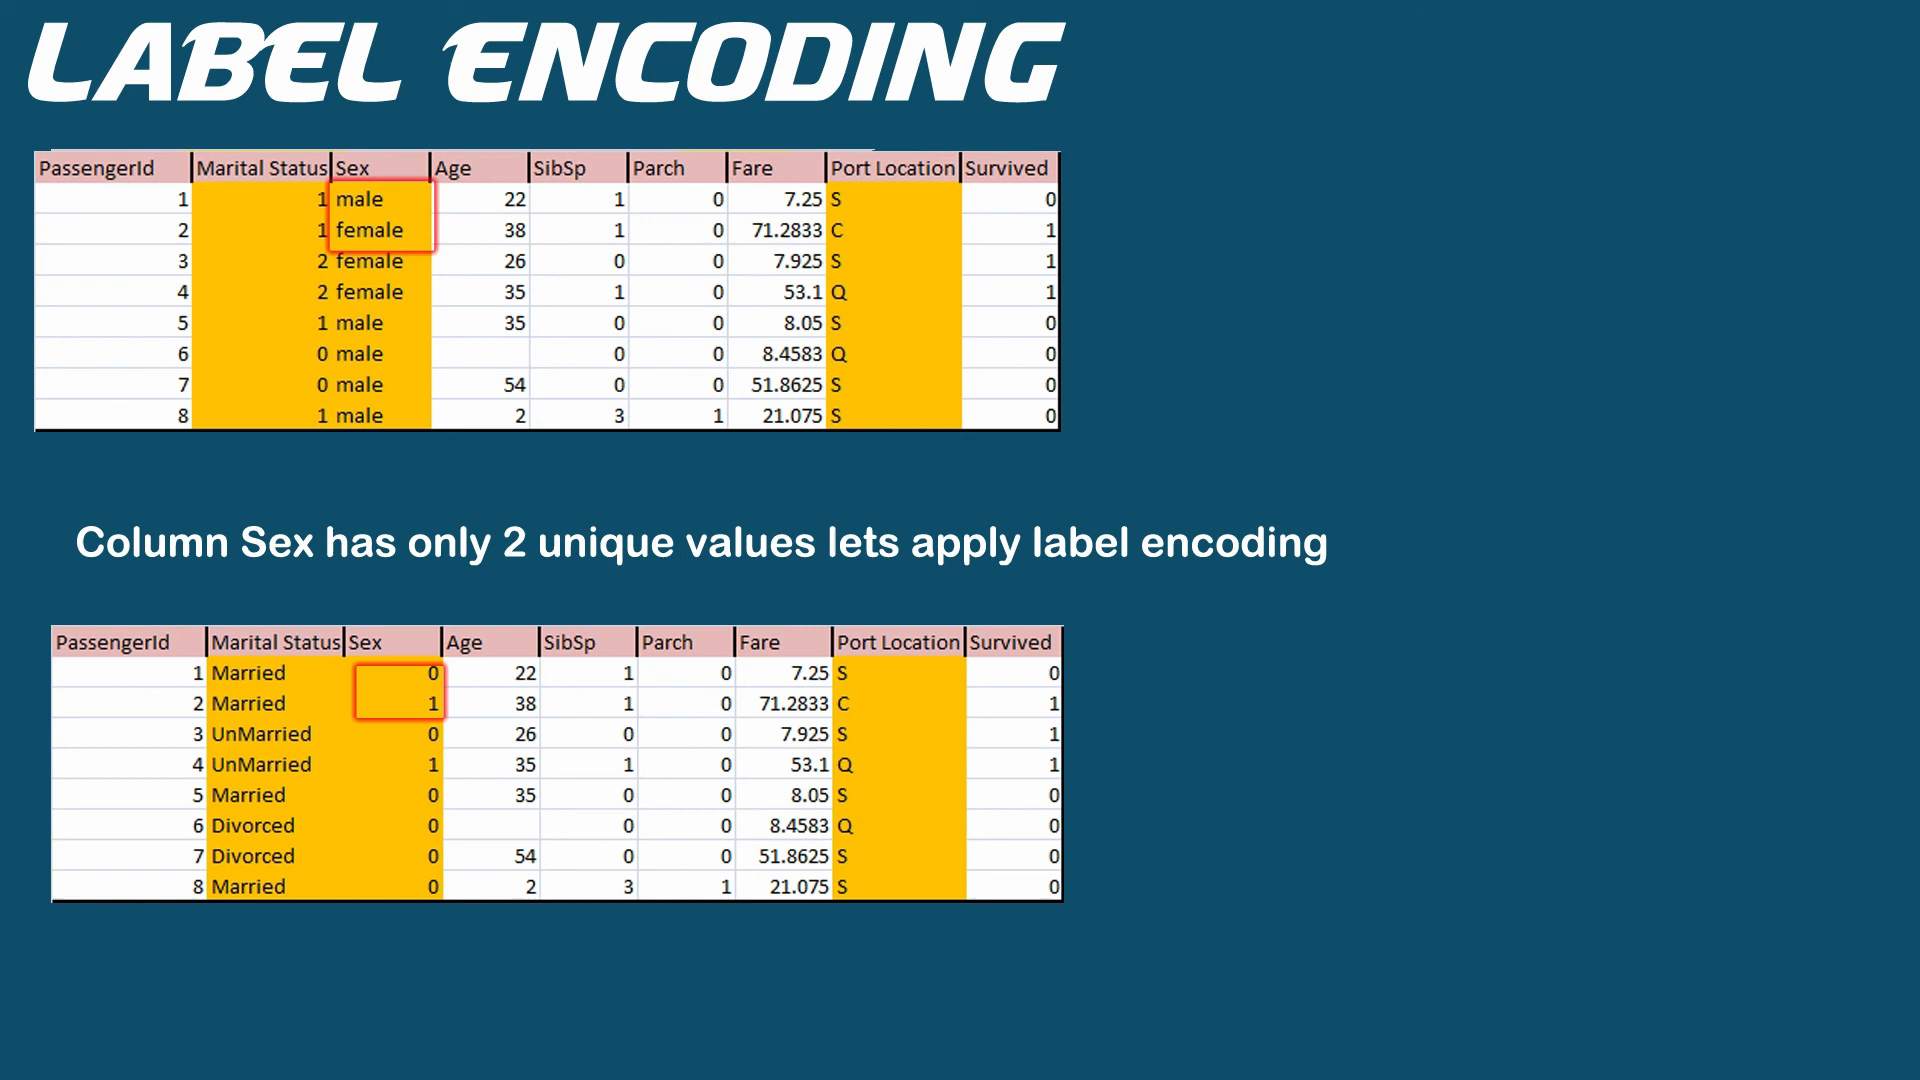 LABEL ENCODING
PassengerId Marital Status Sex Age SibSp Parch Fare Port Location Survived
1 1 male 22 1 0 7.25 S 0
2 1 female 38 1 0 71.2833 C 1
3 2 female 26 0 0 7.925 S 1
4 2 female 35 1 0 53.1 Q 1
5 1 male 35 0 0 8.05 S 0
6 0 male 0 0 8.4583 Q 0
7 0 male 54 0 0 51.8625 S 0
8 1 male 2 3 1 21.075 S 0
Column Sex has only 2 unique values lets apply label encoding
PassengerId Marital Status Sex Age SibSp Parch Fare Port Location Survived
1 Married 0 22 1 0 7.25 S 0
2 Married 1 38 1 0 71.2833 C 1
3 UnMarried 0 26 0 0 7.925 S 1
4 UnMarried 1 35 1 0 53.1 Q 1
5 Married 0 35 0 0 8.05 S 0
6 Divorced 0 0 0 8.4583 Q 0
7 Divorced 0 54 0 0 51.8625 S 0
8 Married 0 2 3 1 21.075 S 0